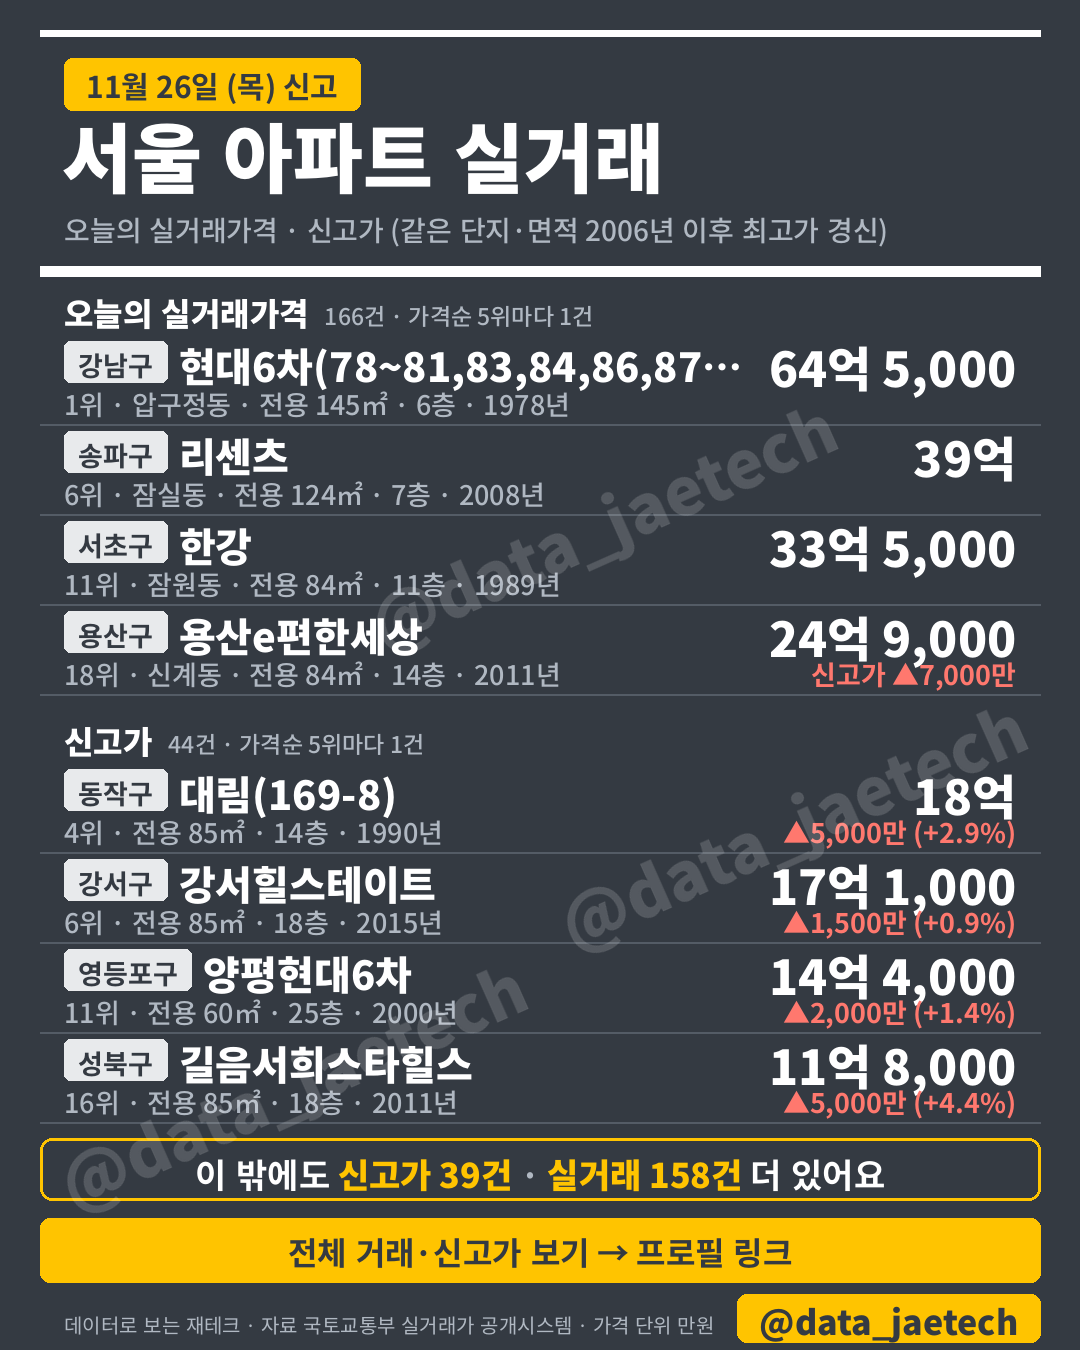 11월 26일 (목) 신고
서울 아파트 실거래
오늘의 실거래가격 · 신고가 (같은 단지·면적 2006년 이후 최고가 경신)
오늘의 실거래가격 166건 · 가격순 5위마다 1건
강남구 현대6차(78~81,83,84,86,87… 64억 5,000
1위 · 압구정동 · 전용 145㎡ · 6층 · 1978년
송파구 리센츠 39억
6위 · 잠실동 · 전용 124㎡ · 7층 · 2008년
서초구 한강 33억 5,000
11위 · 잠원동 · 전용 84㎡ · 11층 · 1989년
용산구 용산e편한세상 24억 9,000
18위 · 신계동 · 전용 84㎡ · 14층 · 2011년 신고가 ▲7,000만
신고가 44건 · 가격순 5위마다 1건
동작구 대림(169-8) 18억
4위 · 전용 85㎡ · 14층 · 1990년 ▲5,000만 (+2.9%)
강서구 강서힐스테이트 17억 1,000
6위 · 전용 85㎡ · 18층 · 2015년 ▲1,500만 (+0.9%)
영등포구 양평현대6차 14억 4,000
11위 · 전용 60㎡ · 25층 · 2000년 ▲2,000만 (+1.4%)
성북구 길음서희스타힐스 11억 8,000
16위 · 전용 85㎡ · 18층 · 2011년 ▲5,000만 (+4.4%)
이 밖에도 신고가 39건 · 실거래 158건 더 있어요
전체 거래·신고가 보기 → 프로필 링크
데이터로 보는 재테크 · 자료 국토교통부 실거래가 공개시스템 · 가격 단위 만원 @data_jaetech
@data_jaetech
@data_jaetech
@data_jaetech